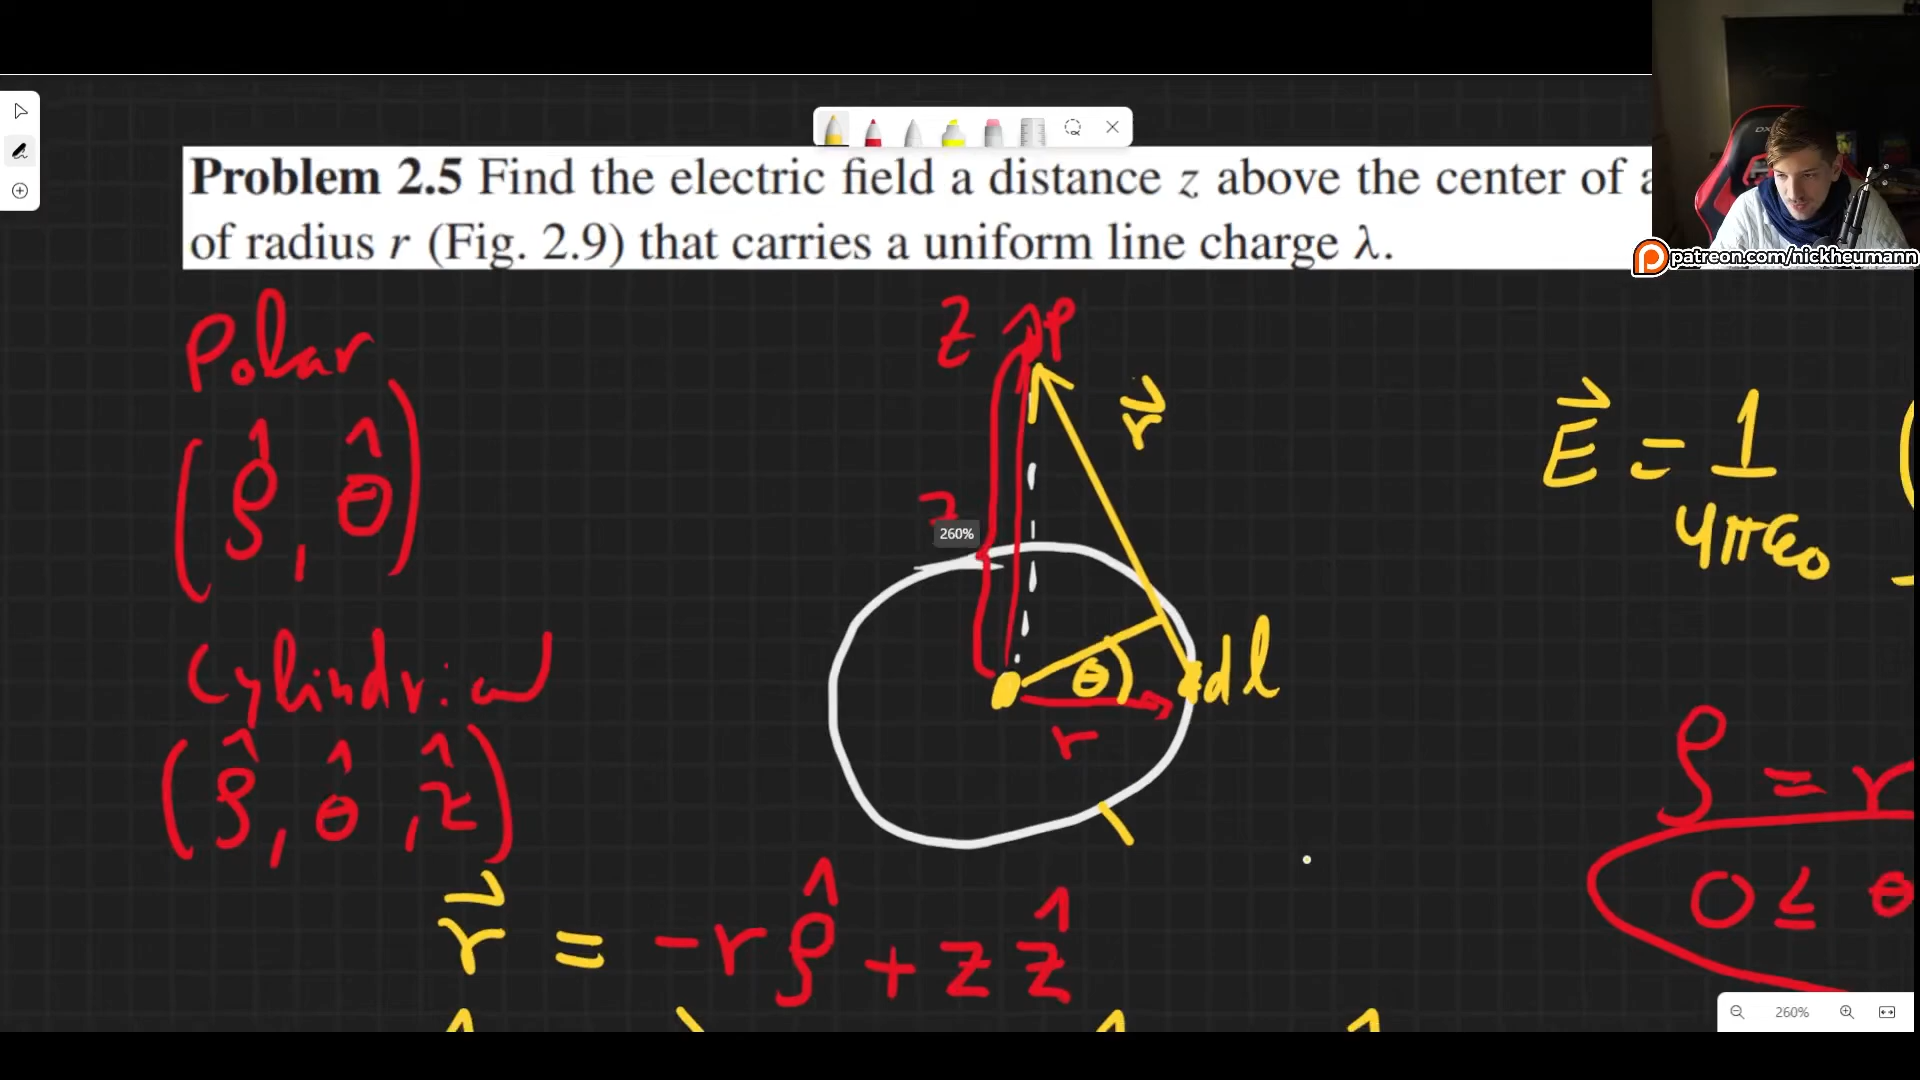 Problem 2.5 Find the electric field a distance z above the center of a
of radius r (Fig. 2.9) that carries a uniform line charge λ.
patreon.com/nickheumann
Polar
(ρ̂, θ̂)
Cylindrical
(ρ̂, θ̂, ẑ)
z P
r⃗
z
260%
θ
dl
r
E⃗ = 1
4πϵ₀
ρ = r
0 ≤ θ
r⃗ = -r ρ̂ + z ẑ
260%